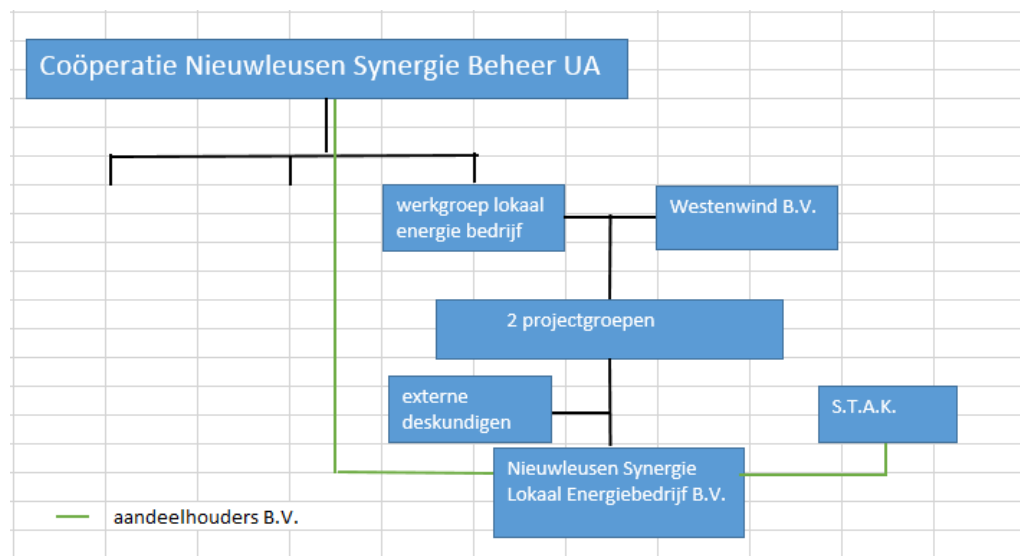 Coöperatie Nieuwleusen Synergie Beheer UA
werkgroep lokaal
energie bedrijf
Westenwind B.V.
2 projectgroepen
externe
deskundigen
S.T.A.K.
Nieuwleusen Synergie
Lokaal Energiebedrijf B.V.
aandeelhouders B.V.